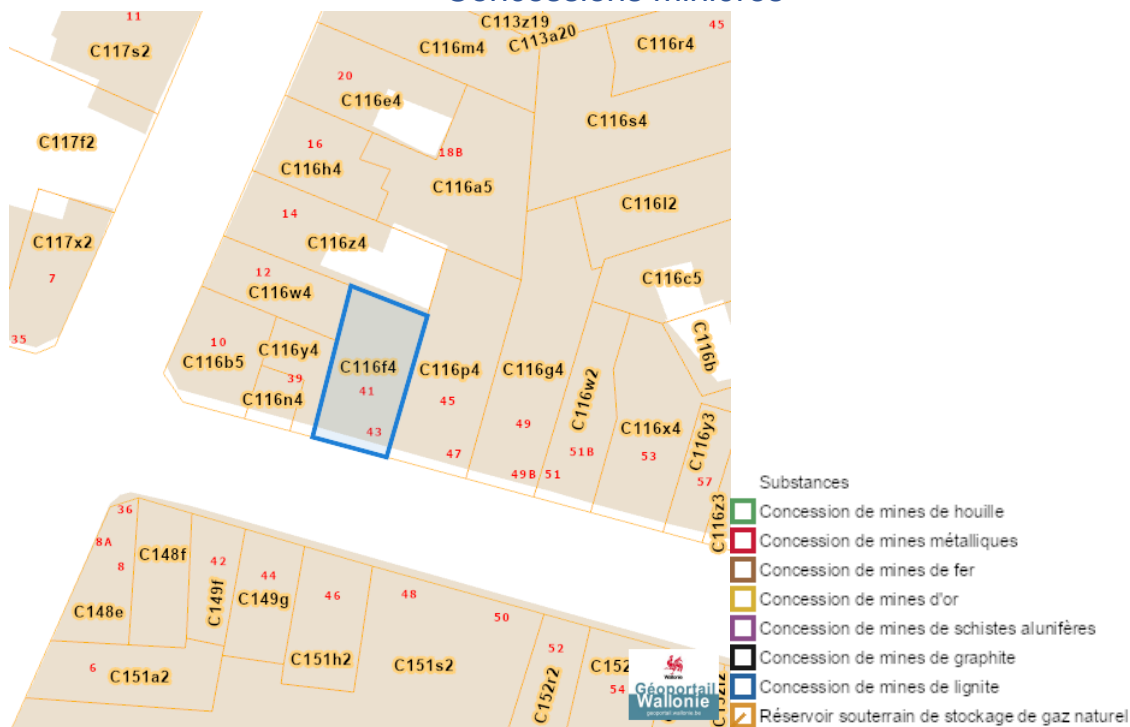 Concessions minières
11
C113z19
C117s2
C116m4
C113a20
C116r4
45
20
C116e4
C116s4
C117f2
16
18B
C116h4
C116a5
14
C116l2
C117x2
C116z4
7
12
C116c5
C116w4
35
10
C116y4
C116b
C116b5
C116f4
C116p4
C116g4
39
41
45
C116w2
C116n4
49
C116x4
C116y3
43
47
51B
53
49B
51
57
C116z3
36
8A
C148f
42
8
C149f
44
C149g
46
48
C148e
50
52
6
C151a2
C151h2
C151s2
C152r2
54
Wallonie
Géoportail
Wallonie
geoportail.wallonie.be
Substances
Concession de mines de houille
Concession de mines métalliques
Concession de mines de fer
Concession de mines d'or
Concession de mines de schistes alunifères
Concession de mines de graphite
Concession de mines de lignite
Réservoir souterrain de stockage de gaz naturel